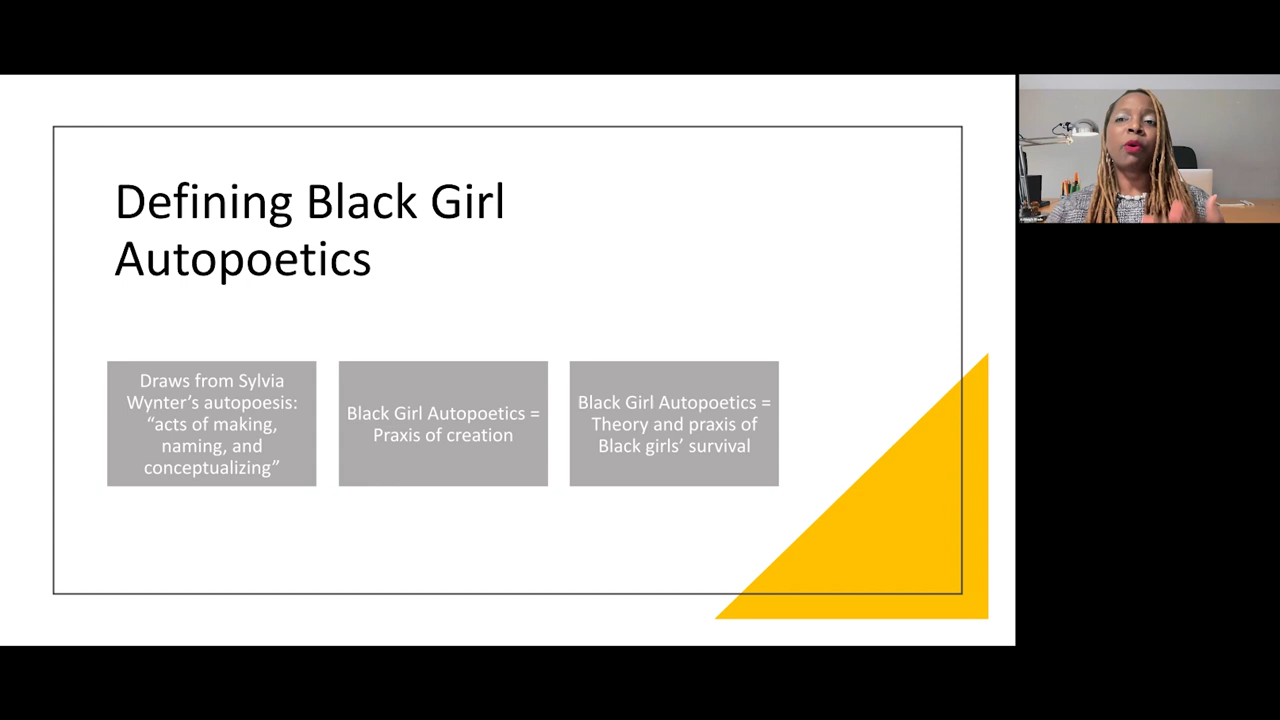 Defining Black Girl
Autopoetics
Draws from Sylvia
Wynter’s autopoesis:
“acts of making,
naming, and
conceptualizing”
Black Girl Autopoetics =
Praxis of creation
Black Girl Autopoetics =
Theory and praxis of
Black girls’ survival